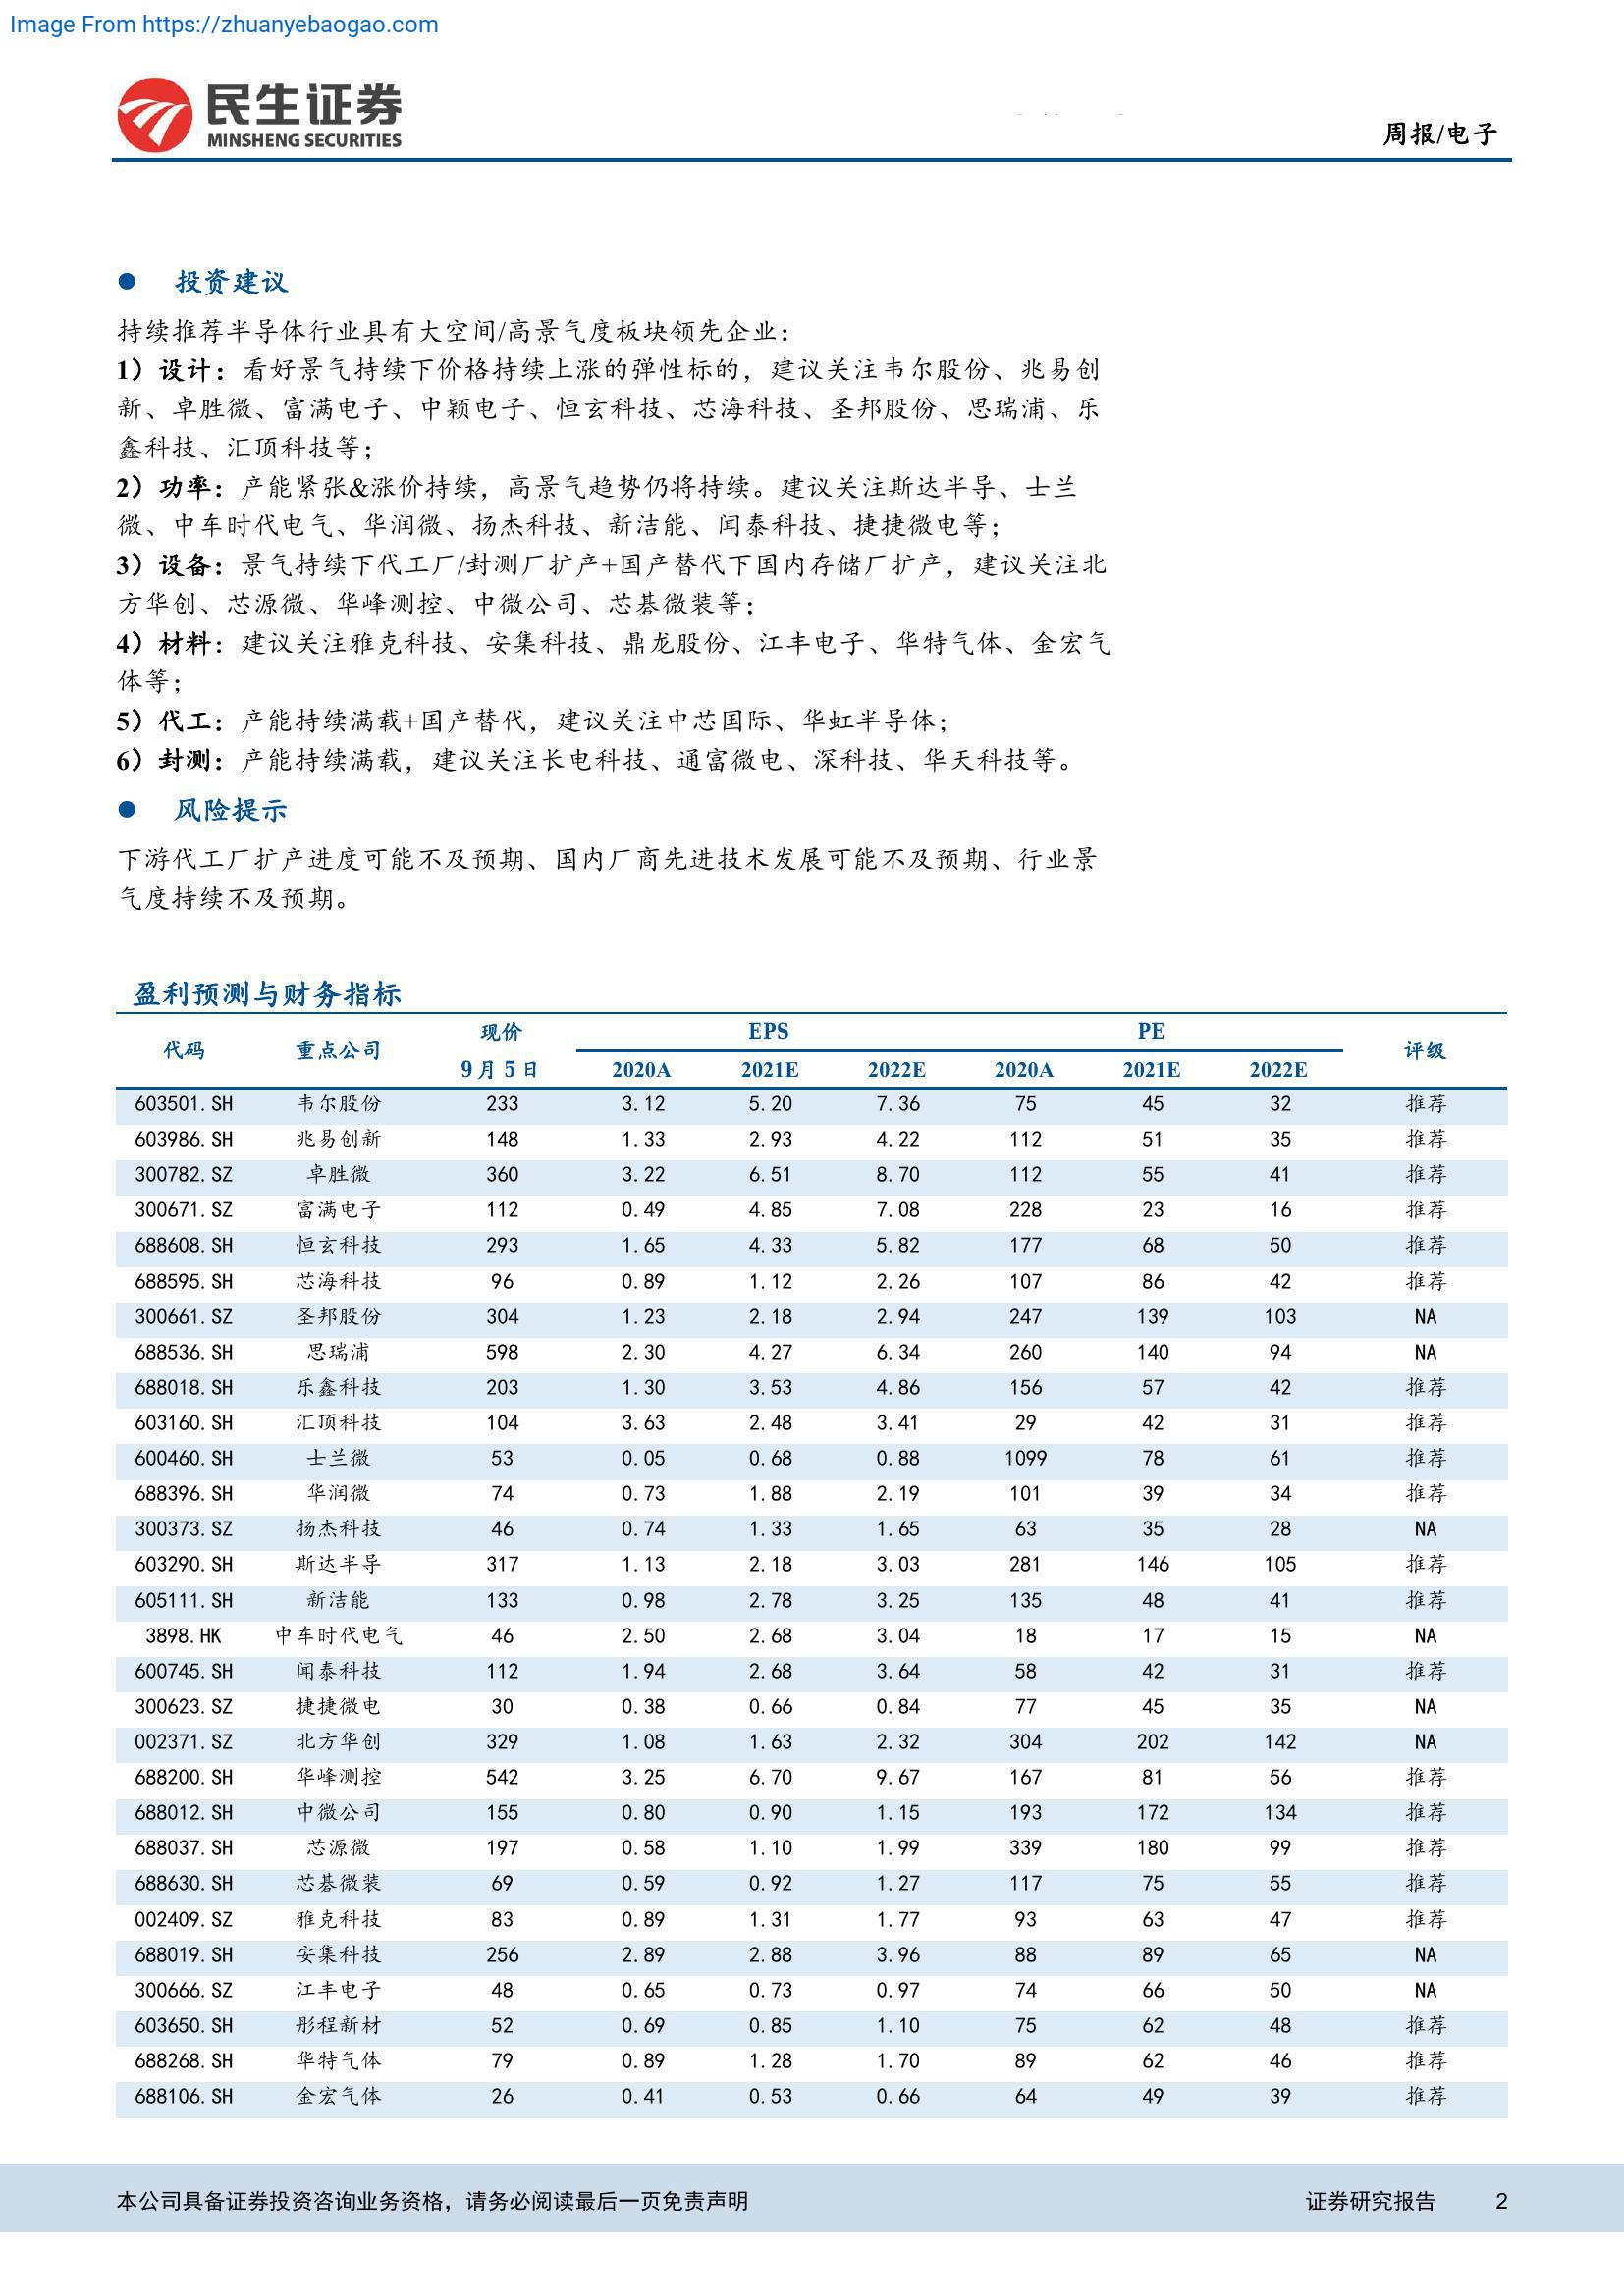 Image From https://zhuanyebaogao.com
民生证券
MINSHENG SECURITIES
周报/电子
● 投资建议
持续推荐半导体行业具有大空间/高景气度板块领先企业：
1）设计：看好景气持续下价格持续上涨的弹性标的，建议关注韦尔股份、兆易创
新、卓胜微、富满电子、中颖电子、恒玄科技、芯海科技、圣邦股份、思瑞浦、乐
鑫科技、汇顶科技等；
2）功率：产能紧张&涨价持续，高景气趋势仍将持续。建议关注斯达半导、士兰
微、中车时代电气、华润微、扬杰科技、新洁能、闻泰科技、捷捷微电等；
3）设备：景气持续下代工厂/封测厂扩产+国产替代下国内存储厂扩产，建议关注北
方华创、芯源微、华峰测控、中微公司、芯碁微装等；
4）材料：建议关注雅克科技、安集科技、鼎龙股份、江丰电子、华特气体、金宏气
体等；
5）代工：产能持续满载+国产替代，建议关注中芯国际、华虹半导体；
6）封测：产能持续满载，建议关注长电科技、通富微电、深科技、华天科技等。
● 风险提示
下游代工厂扩产进度可能不及预期、国内厂商先进技术发展可能不及预期、行业景
气度持续不及预期。
盈利预测与财务指标
代码 重点公司 现价 EPS PE 评级
9月5日 2020A 2021E 2022E 2020A 2021E 2022E
603501.SH 韦尔股份 233 3.12 5.20 7.36 75 45 32 推荐
603986.SH 兆易创新 148 1.33 2.93 4.22 112 51 35 推荐
300782.SZ 卓胜微 360 3.22 6.51 8.70 112 55 41 推荐
300671.SZ 富满电子 112 0.49 4.85 7.08 228 23 16 推荐
688608.SH 恒玄科技 293 1.65 4.33 5.82 177 68 50 推荐
688595.SH 芯海科技 96 0.89 1.12 2.26 107 86 42 推荐
300661.SZ 圣邦股份 304 1.23 2.18 2.94 247 139 103 NA
688536.SH 思瑞浦 598 2.30 4.27 6.34 260 140 94 NA
688018.SH 乐鑫科技 203 1.30 3.53 4.86 156 57 42 推荐
603160.SH 汇顶科技 104 3.63 2.48 3.41 29 42 31 推荐
600460.SH 士兰微 53 0.05 0.68 0.88 1099 78 61 推荐
688396.SH 华润微 74 0.73 1.88 2.19 101 39 34 推荐
300373.SZ 扬杰科技 46 0.74 1.33 1.65 63 35 28 NA
603290.SH 斯达半导 317 1.13 2.18 3.03 281 146 105 推荐
605111.SH 新洁能 133 0.98 2.78 3.25 135 48 41 推荐
3898.HK 中车时代电气 46 2.50 2.68 3.04 18 17 15 NA
600745.SH 闻泰科技 112 1.94 2.68 3.64 58 42 31 推荐
300623.SZ 捷捷微电 30 0.38 0.66 0.84 77 45 35 NA
002371.SZ 北方华创 329 1.08 1.63 2.32 304 202 142 NA
688200.SH 华峰测控 542 3.25 6.70 9.67 167 81 56 推荐
688012.SH 中微公司 155 0.80 0.90 1.15 193 172 134 推荐
688037.SH 芯源微 197 0.58 1.10 1.99 339 180 99 推荐
688630.SH 芯碁微装 69 0.59 0.92 1.27 117 75 55 推荐
002409.SZ 雅克科技 83 0.89 1.31 1.77 93 63 47 推荐
688019.SH 安集科技 256 2.89 2.88 3.96 88 89 65 NA
300666.SZ 江丰电子 48 0.65 0.73 0.97 74 66 50 NA
603650.SH 彤程新材 52 0.69 0.85 1.10 75 62 48 推荐
688268.SH 华特气体 79 0.89 1.28 1.70 89 62 46 推荐
688106.SH 金宏气体 26 0.41 0.53 0.66 64 49 39 推荐
本公司具备证券投资咨询业务资格，请务必阅读最后一页免责声明 证券研究报告 2